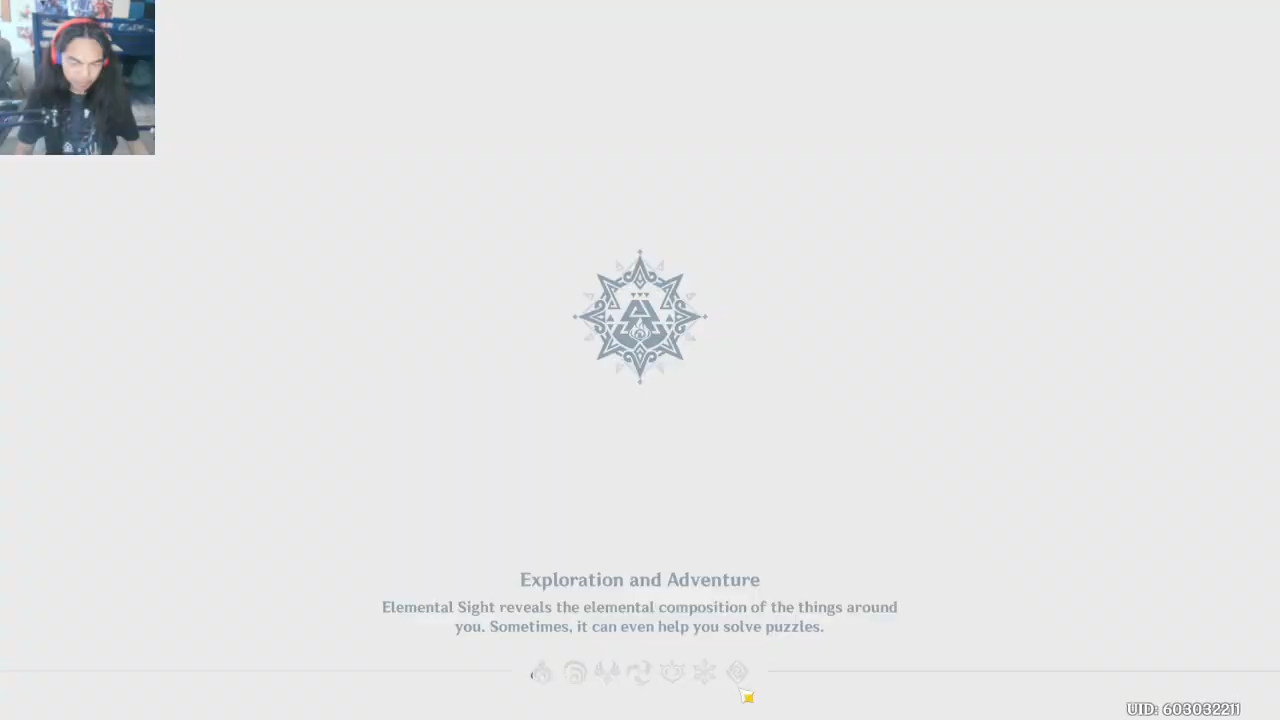 Exploration and Adventure
Elemental Sight reveals the elemental composition of the things around
you. Sometimes, it can even help you solve puzzles.
UID: 603032211